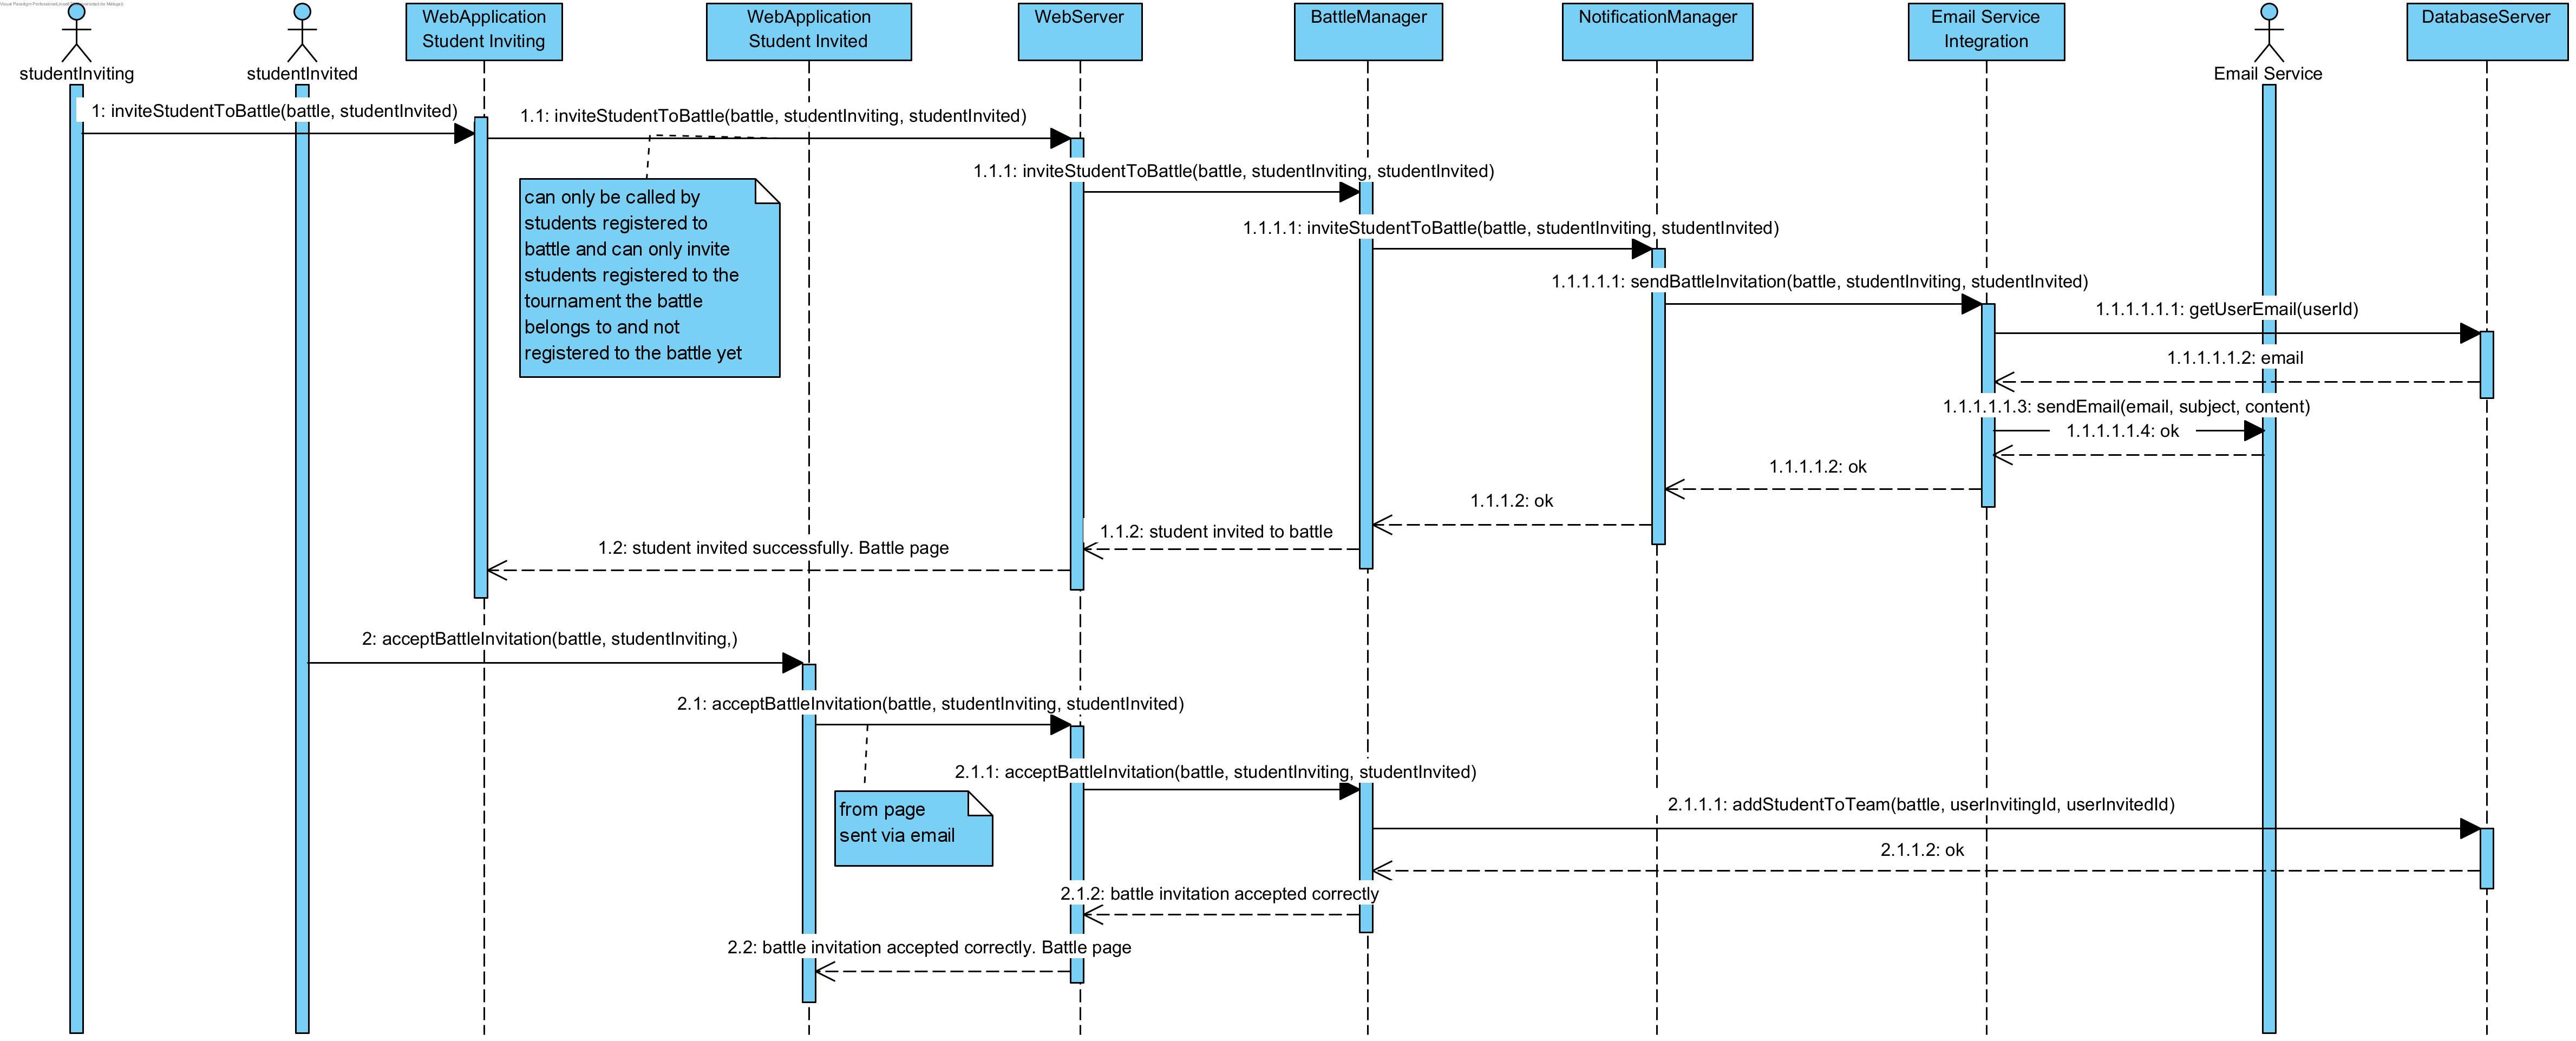 studentInviting
studentInvited
WebApplication
Student Inviting
WebApplication
Student Invited
WebServer
BattleManager
NotificationManager
Email Service
Integration
Email Service
DatabaseServer
1: inviteStudentToBattle(battle, studentInvited)
1.1: inviteStudentToBattle(battle, studentInviting, studentInvited)
can only be called by
students registered to
battle and can only invite
students registered to the
tournament the battle
belongs to and not
registered to the battle yet
1.1.1: inviteStudentToBattle(battle, studentInviting, studentInvited)
1.1.1.1: inviteStudentToBattle(battle, studentInviting, studentInvited)
1.1.1.1.1: sendBattleInvitation(battle, studentInviting, studentInvited)
1.1.1.1.1.1: getUserEmail(userId)
1.1.1.1.1.2: email
1.1.1.1.1.3: sendEmail(email, subject, content)
1.1.1.1.1.4: ok
1.1.1.1.2: ok
1.1.1.2: ok
1.1.2: student invited to battle
1.2: student invited successfully. Battle page
2: acceptBattleInvitation(battle, studentInviting,)
2.1: acceptBattleInvitation(battle, studentInviting, studentInvited)
from page
sent via email
2.1.1: acceptBattleInvitation(battle, studentInviting, studentInvited)
2.1.1.1: addStudentToTeam(battle, userInvitingId, userInvitedId)
2.1.1.2: ok
2.1.2: battle invitation accepted correctly
2.2: battle invitation accepted correctly. Battle page